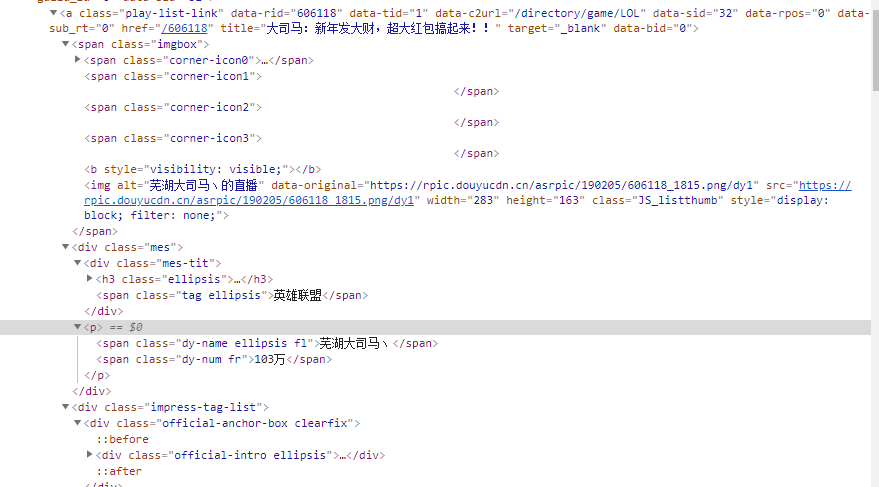 <a class="play-list-link" data-rid="606118" data-tid="1" data-c2url="/directory/game/LOL" data-sid="32" data-rpos="0" data-
sub_rt="0" href="/606118" title="大司马：新年发大财，超大红包搞起来！！" target="_blank" data-bid="0">
<span class="imgbox">
<span class="corner-icon0">…</span>
<span class="corner-icon1">
</span>
<span class="corner-icon2">
</span>
<span class="corner-icon3">
</span>
<b style="visibility: visible;"></b>
<img alt="芜湖大司马丶的直播" data-original="https://rpic.douyucdn.cn/asrpic/190205/606118_1815.png/dy1" src="https://
rpic.douyucdn.cn/asrpic/190205/606118_1815.png/dy1" width="283" height="163" class="JS_listthumb" style="display:
block; filter: none;">
</span>
<div class="mes">
<div class="mes-tit">
<h3 class="ellipsis">…</h3>
<span class="tag ellipsis">英雄联盟</span>
</div>
<p> == $0
<span class="dy-name ellipsis fl">芜湖大司马丶</span>
<span class="dy-num fr">103万</span>
</p>
</div>
<div class="impress-tag-list">
<div class="official-anchor-box clearfix">
::before
<div class="official-intro ellipsis">…</div>
::after
</div>